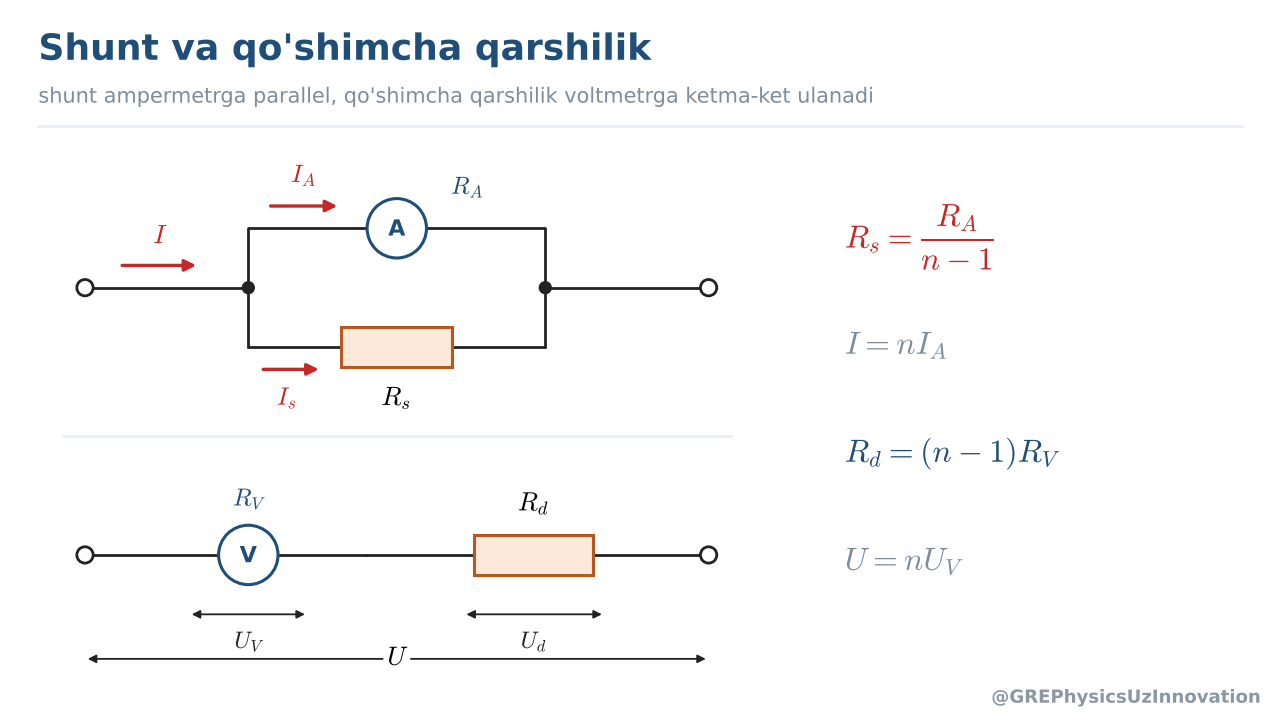 Shunt va qo'shimcha qarshilik
shunt ampermetrga parallel, qo'shimcha qarshilik voltmetrga ketma-ket ulanadi
I_A
R_A
I
A
I_s
R_s
R_s = R_A / (n − 1)
I = nI_A
R_V
R_d
V
R_d = (n − 1)R_V
U_V
U_d
U
U = nU_V
@GREPhysicsUzInnovation